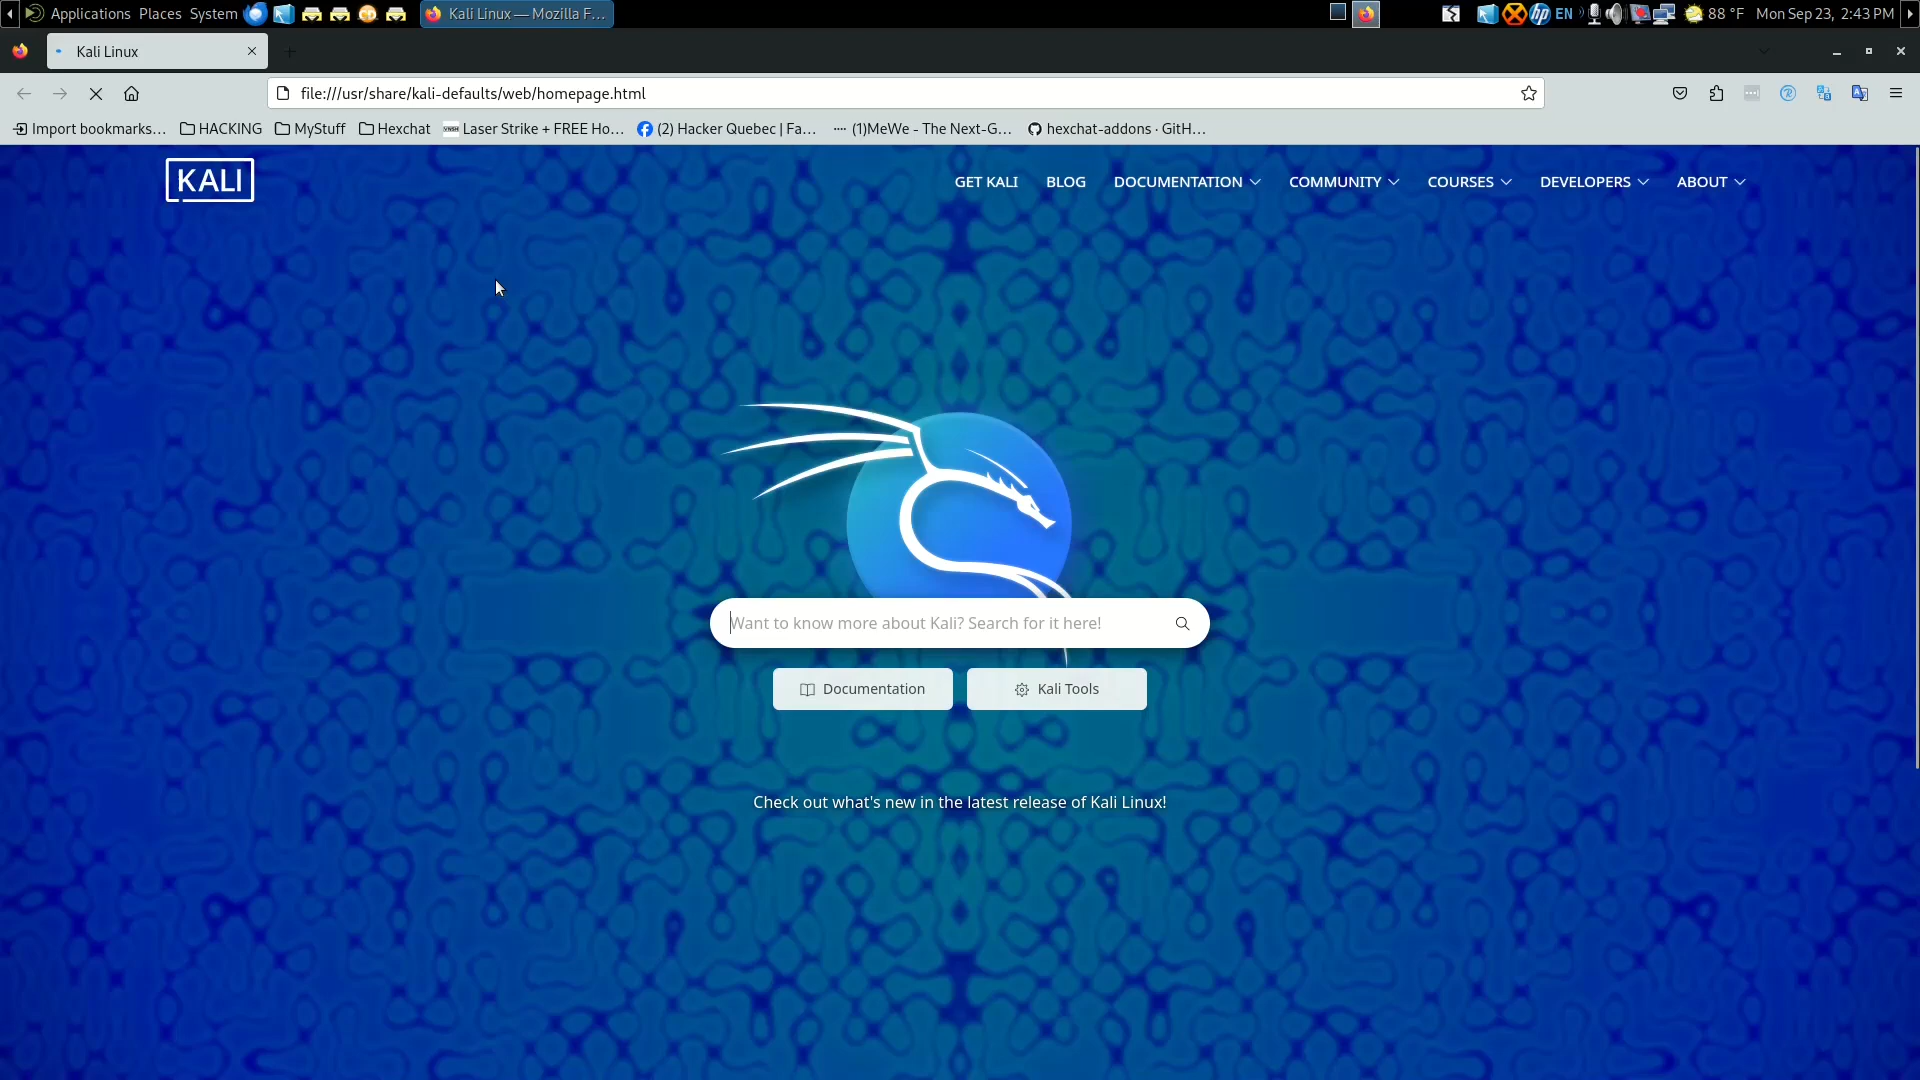 Applications Places System Kali Linux — Mozilla F... EN 88 °F Mon Sep 23, 2:43 PM
Kali Linux
file:///usr/share/kali-defaults/web/homepage.html
Import bookmarks... HACKING MyStuff Hexchat Laser Strike + FREE Ho... (2) Hacker Quebec | Fa... (1)MeWe - The Next-G... hexchat-addons · GitH...
KALI GET KALI BLOG DOCUMENTATION COMMUNITY COURSES DEVELOPERS ABOUT
Want to know more about Kali? Search for it here!
Documentation Kali Tools
Check out what's new in the latest release of Kali Linux!